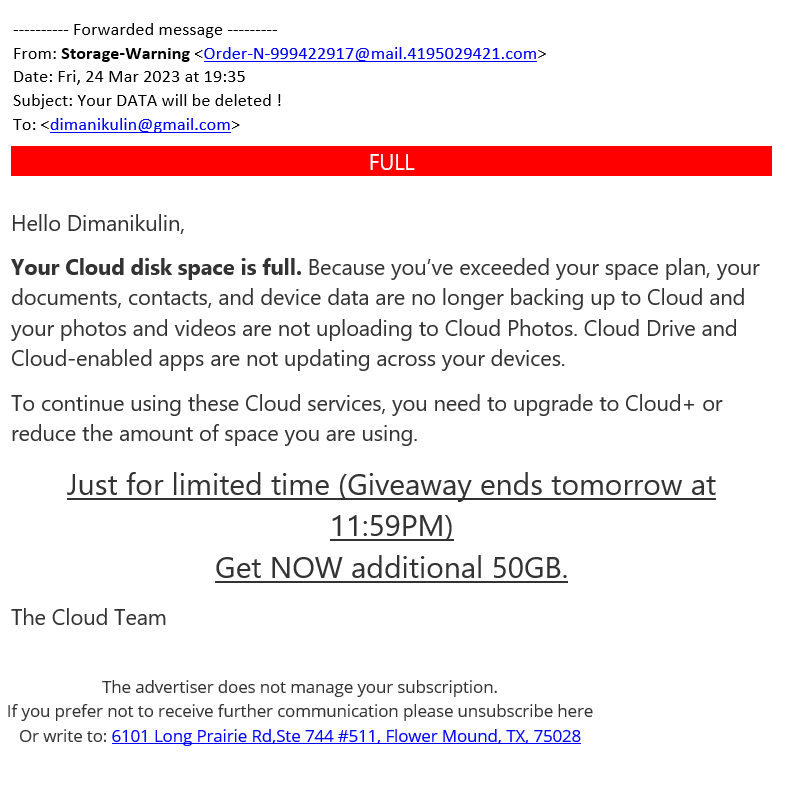 ---------- Forwarded message ---------
From: Storage-Warning <Order-N-999422917@mail.4195029421.com>
Date: Fri, 24 Mar 2023 at 19:35
Subject: Your DATA will be deleted !
To: <dimanikulin@gmail.com>
FULL
Hello Dimanikulin,
Your Cloud disk space is full. Because you’ve exceeded your space plan, your
documents, contacts, and device data are no longer backing up to Cloud and
your photos and videos are not uploading to Cloud Photos. Cloud Drive and
Cloud-enabled apps are not updating across your devices.
To continue using these Cloud services, you need to upgrade to Cloud+ or
reduce the amount of space you are using.
Just for limited time (Giveaway ends tomorrow at
11:59PM)
Get NOW additional 50GB.
The Cloud Team
The advertiser does not manage your subscription.
If you prefer not to receive further communication please unsubscribe here
Or write to: 6101 Long Prairie Rd,Ste 744 #511, Flower Mound, TX, 75028